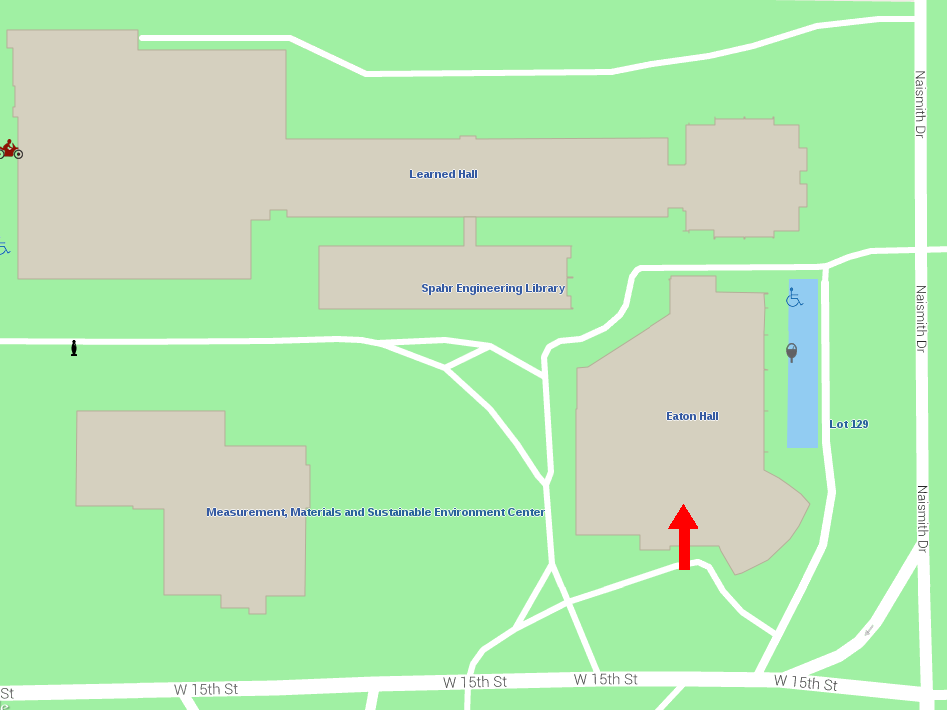 Naismith Dr
Learned Hall
Spahr Engineering Library
Naismith Dr
Eaton Hall
Lot 129
Measurement, Materials and Sustainable Environment Center
Naismith Dr
W 15th St
W 15th St
W 15th St
W 15th St
St